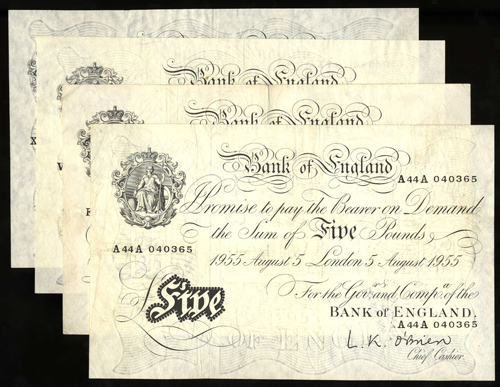 X
Bank of England
W
Bank of England
Bank of England
A44A 040365
I Promise to pay the Bearer on Demand
the Sum of Five Pounds
A44A 040365
1955 August 5 London 5 August 1955
For the Govr. and Compa. of the
Five
BANK OF ENGLAND.
A44A 040365
L.K. O'Brien
Chief Cashier.